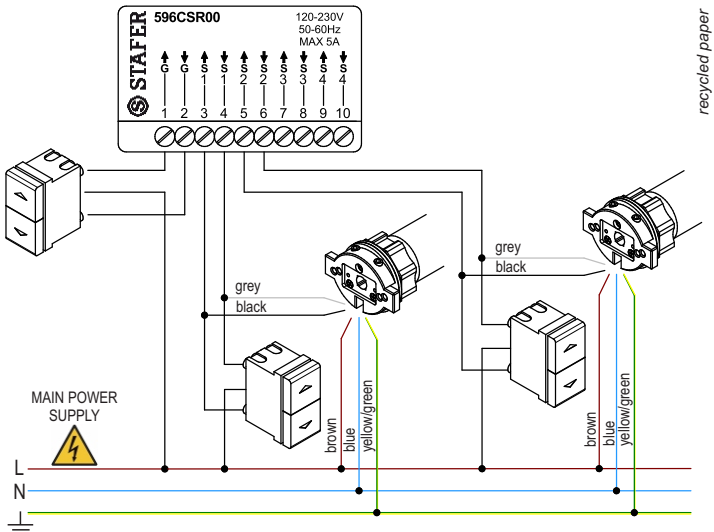 recycled paper
STAFER
596CSR00
120-230V
50-60Hz
MAX 5A
G G S S S S S S S S
1 1 2 2 3 3 4 4
1 2 3 4 5 6 7 8 9 10
grey
black
grey
black
brown
blue
yellow/green
brown
blue
yellow/green
MAIN POWER
SUPPLY
L
N